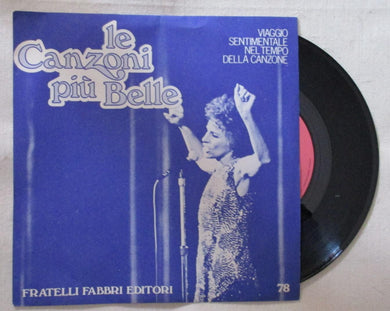 le
Canzoni
più Belle
VIAGGIO
SENTIMENTALE
NEL TEMPO
DELLA CANZONE
FRATELLI FABBRI EDITORI
78